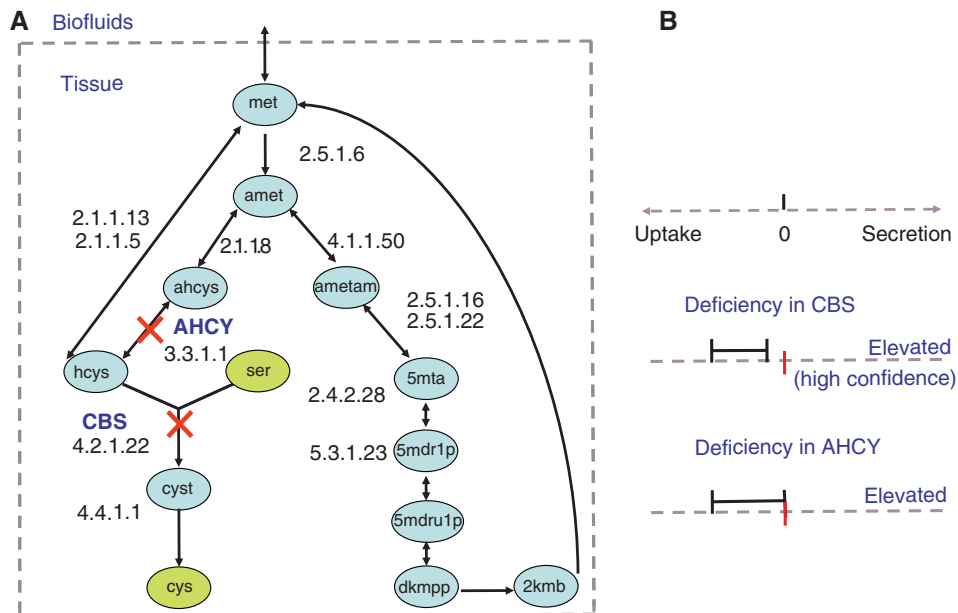 A
Biofluids
Tissue
met
2.5.1.6
amet
2.1.1.13
2.1.1.5
2.1.18
4.1.1.50
ahcys
ametam
AHCY
3.3.1.1
2.5.1.16
2.5.1.22
hcys
ser
5mta
CBS
4.2.1.22
2.4.2.28
5.3.1.23
5mdr1p
cyst
4.4.1.1
5mdru1p
cys
dkmpp
2kmb
B
Uptake
0
Secretion
Deficiency in CBS
Elevated
(high confidence)
Deficiency in AHCY
Elevated